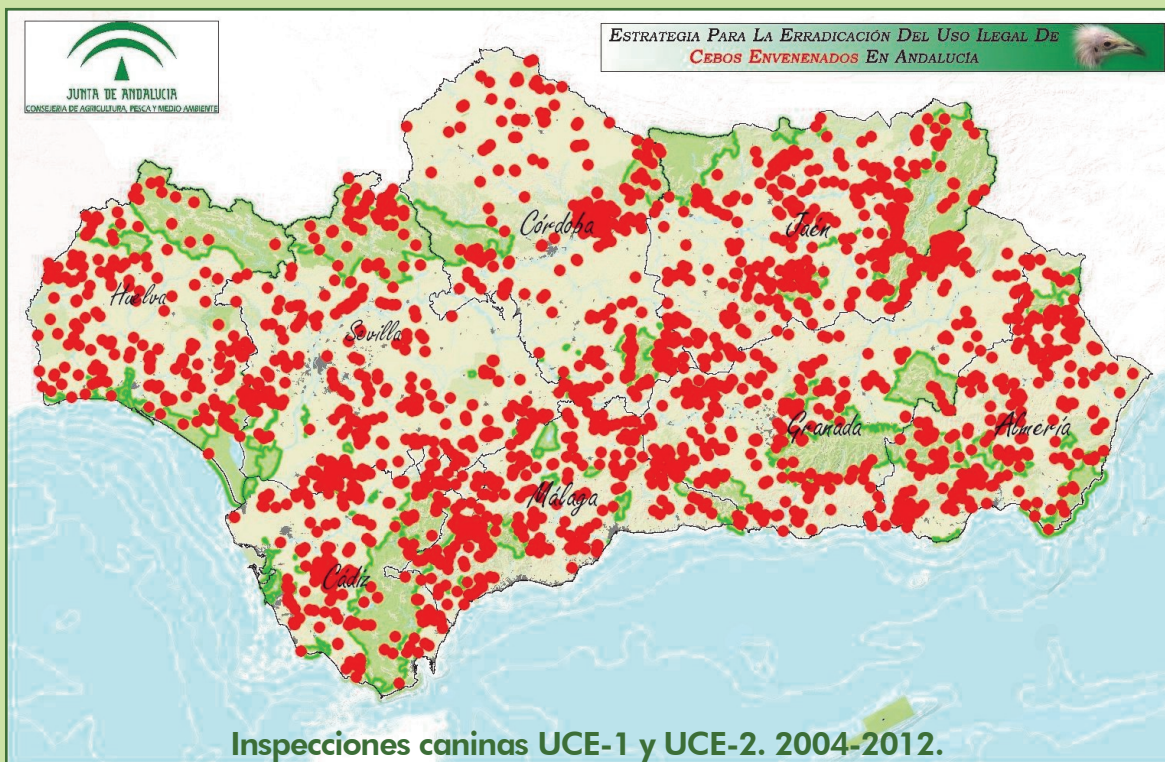 JUNTA DE ANDALUCIA
CONSEJERIA DE AGRICULTURA, PESCA Y MEDIO AMBIENTE
ESTRATEGIA PARA LA ERRADICACIÓN DEL USO ILEGAL DE
CEBOS ENVENENADOS EN ANDALUCÍA
Córdoba
Jaén
Huelva
Sevilla
Granada
Almería
Málaga
Cádiz
Inspecciones caninas UCE-1 y UCE-2. 2004-2012.